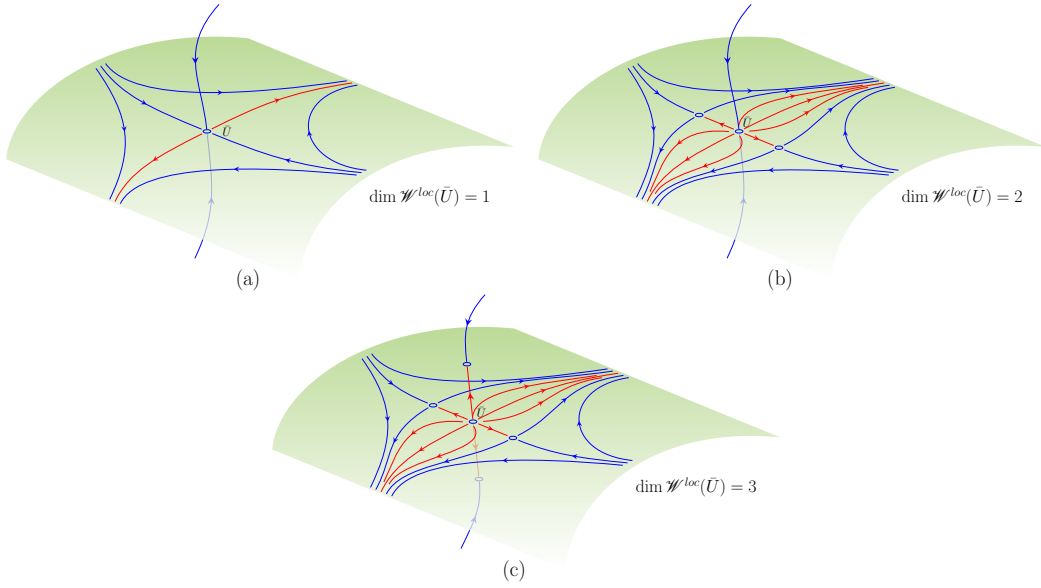 Ū
dim 𝒲^{loc}(Ū) = 1
(a)
Ū
dim 𝒲^{loc}(Ū) = 2
(b)
Ū
dim 𝒲^{loc}(Ū) = 3
(c)